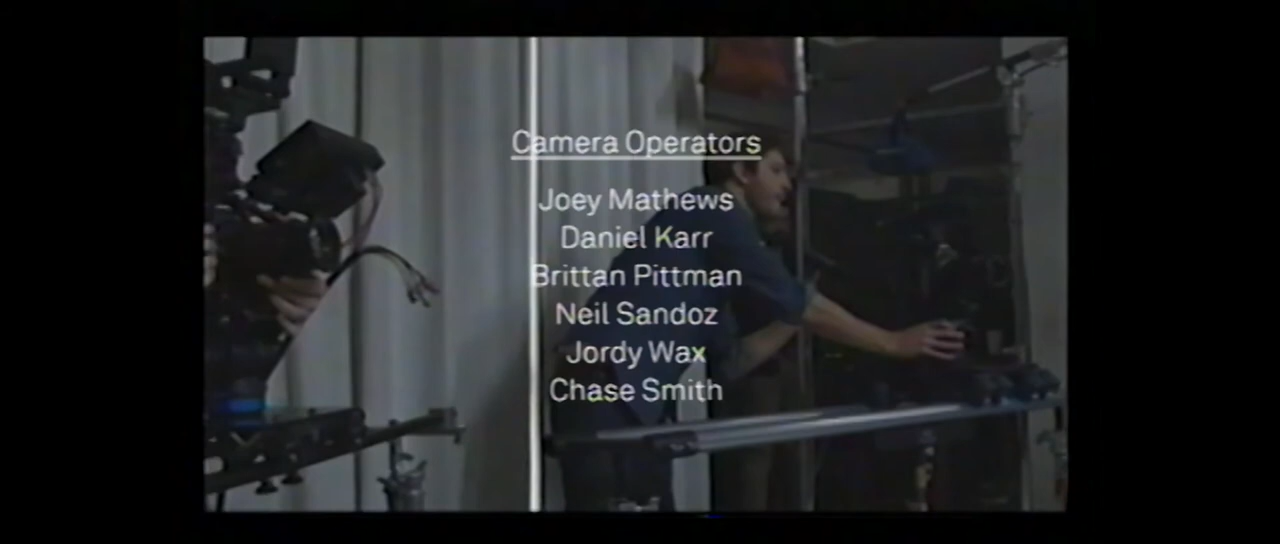 Camera Operators
Joey Mathews
Daniel Karr
Brittan Pittman
Neil Sandoz
Jordy Wax
Chase Smith